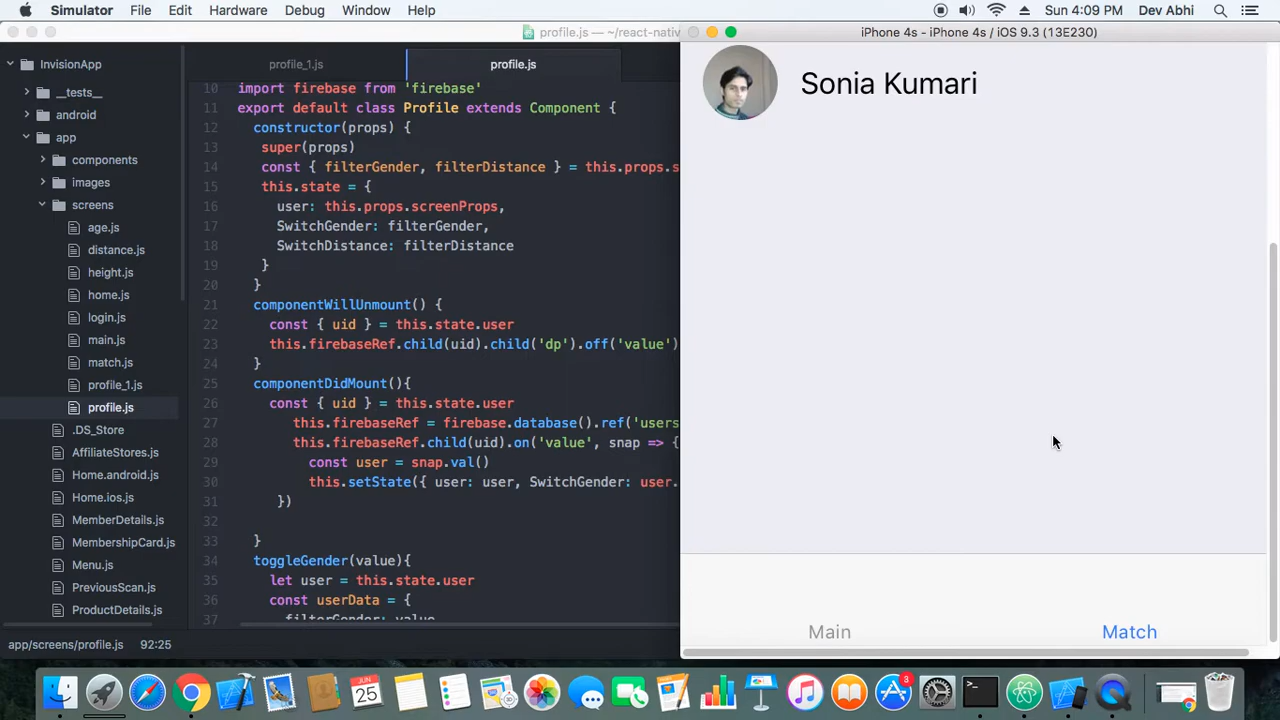 Simulator File Edit Hardware Debug Window Help Sun 4:09 PM Dev Abhi
profile.js — ~/react-nativ
iPhone 4s - iPhone 4s / iOS 9.3 (13E230)
InvisionApp
__tests__
android
app
components
images
screens
age.js
distance.js
height.js
home.js
login.js
main.js
match.js
profile_1.js
profile.js
.DS_Store
AffiliateStores.js
Home.android.js
Home.ios.js
MemberDetails.js
MembershipCard.js
Menu.js
PreviousScan.js
ProductDetails.js
profile_1.js profile.js
10 import firebase from 'firebase'
11 export default class Profile extends Component {
12 constructor(props) {
13 super(props)
14 const { filterGender, filterDistance } = this.props.s
15 this.state = {
16 user: this.props.screenProps,
17 SwitchGender: filterGender,
18 SwitchDistance: filterDistance
19 }
20 }
21 componentWillUnmount() {
22 const { uid } = this.state.user
23 this.firebaseRef.child(uid).child('dp').off('value')
24 }
25 componentDidMount(){
26 const { uid } = this.state.user
27 this.firebaseRef = firebase.database().ref('users
28 this.firebaseRef.child(uid).on('value', snap => {
29 const user = snap.val()
30 this.setState({ user: user, SwitchGender: user.
31 })
32
33 }
34 toggleGender(value){
35 let user = this.state.user
36 const userData = {
37 filterGender: value
app/screens/profile.js 92:25
Sonia Kumari
Main Match
JUN
25
3